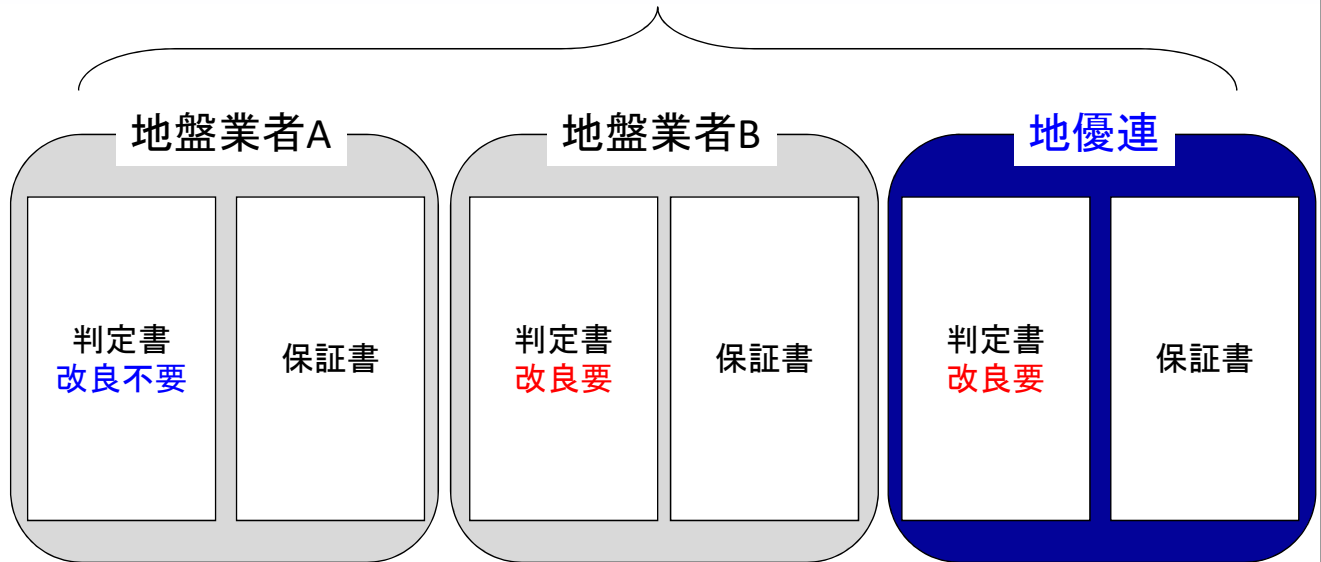 地盤業者A
地盤業者B
地優連
判定書
改良不要
保証書
判定書
改良要
保証書
判定書
改良要
保証書